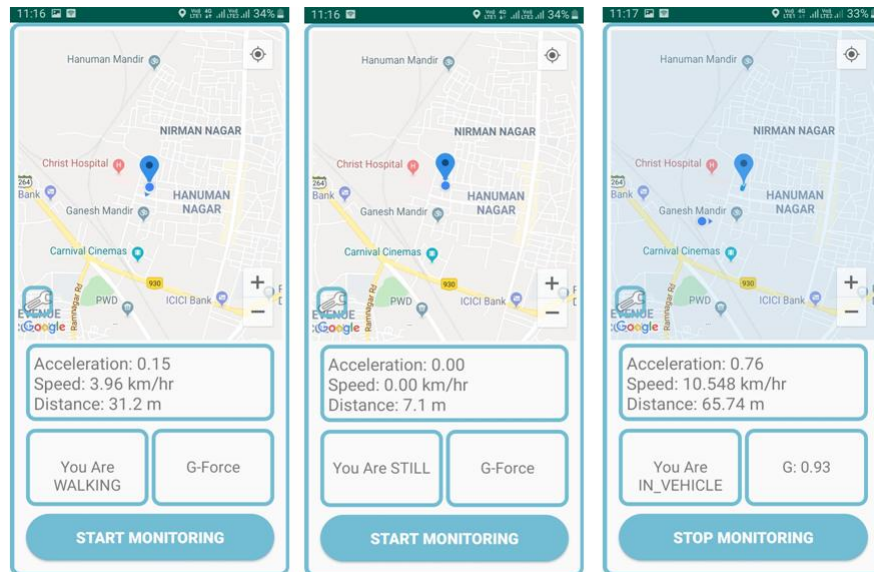 11:16
34%
Hanuman Mandir
NIRMAN NAGAR
Christ Hospital
264
Bank
HANUMAN
NAGAR
Ganesh Mandir
Carnival Cinemas
930
PWD
Ramnagar Rd
ICICI Bank
+
−
Google
Acceleration: 0.15
Speed: 3.96 km/hr
Distance: 31.2 m
You Are
WALKING
G-Force
START MONITORING
11:16
34%
Hanuman Mandir
NIRMAN NAGAR
Christ Hospital
264
Bank
HANUMAN
NAGAR
Ganesh Mandir
Carnival Cinemas
930
PWD
Ramnagar Rd
ICICI Bank
+
−
Google
Acceleration: 0.00
Speed: 0.00 km/hr
Distance: 7.1 m
You Are STILL
G-Force
START MONITORING
11:17
33%
Hanuman Mandir
NIRMAN NAGAR
Christ Hospital
264
Bank
HANUMAN
NAGAR
Ganesh Mandir
Carnival Cinemas
930
PWD
Ramnagar Rd
ICICI Bank
+
−
Google
Acceleration: 0.76
Speed: 10.548 km/hr
Distance: 65.74 m
You Are
IN_VEHICLE
G: 0.93
STOP MONITORING